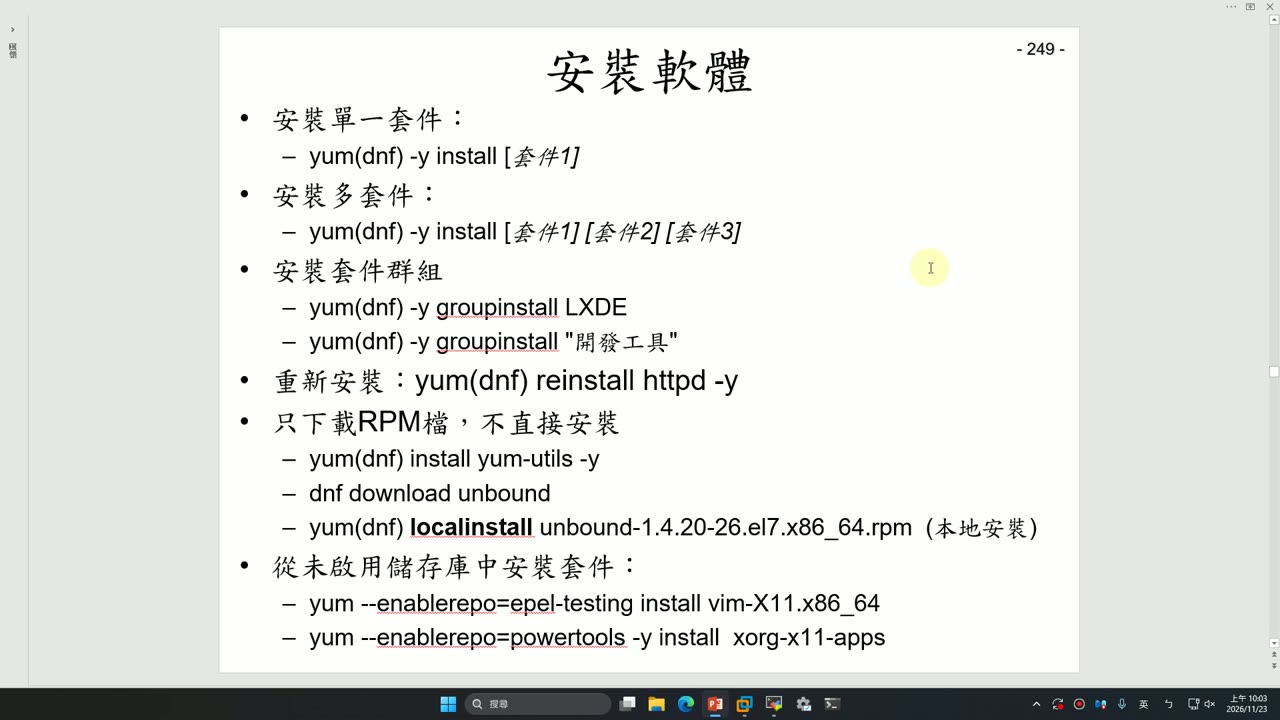 - 249 -
安裝軟體
• 安裝單一套件：
– yum(dnf) -y install [套件1]
• 安裝多套件：
– yum(dnf) -y install [套件1] [套件2] [套件3]
• 安裝套件群組
– yum(dnf) -y groupinstall LXDE
– yum(dnf) -y groupinstall "開發工具"
• 重新安裝：yum(dnf) reinstall httpd -y
• 只下載RPM檔，不直接安裝
– yum(dnf) install yum-utils -y
– dnf download unbound
– yum(dnf) localinstall unbound-1.4.20-26.el7.x86_64.rpm (本地安裝)
• 從未啟用儲存庫中安裝套件：
– yum --enablerepo=epel-testing install vim-X11.x86_64
– yum --enablerepo=powertools -y install xorg-x11-apps
搜尋
英
ㄅ
上午 10:03
2026/11/23